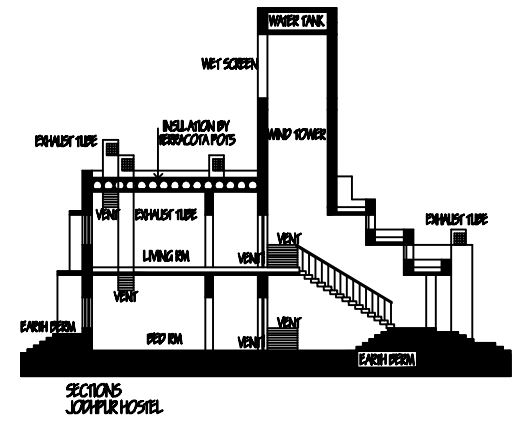 WATER TANK
WET SCREEN
INSULATION BY
TERRACOTA POTS
EXHAUST TUBE
WIND TOWER
VENT
EXHAUST TUBE
EXHAUST TUBE
VENT
LIVING RM
VENT
VENT
EARTH BERM
VENT
BED RM
VENT
EARTH BERM
SECTIONS
JODHPUR HOSTEL